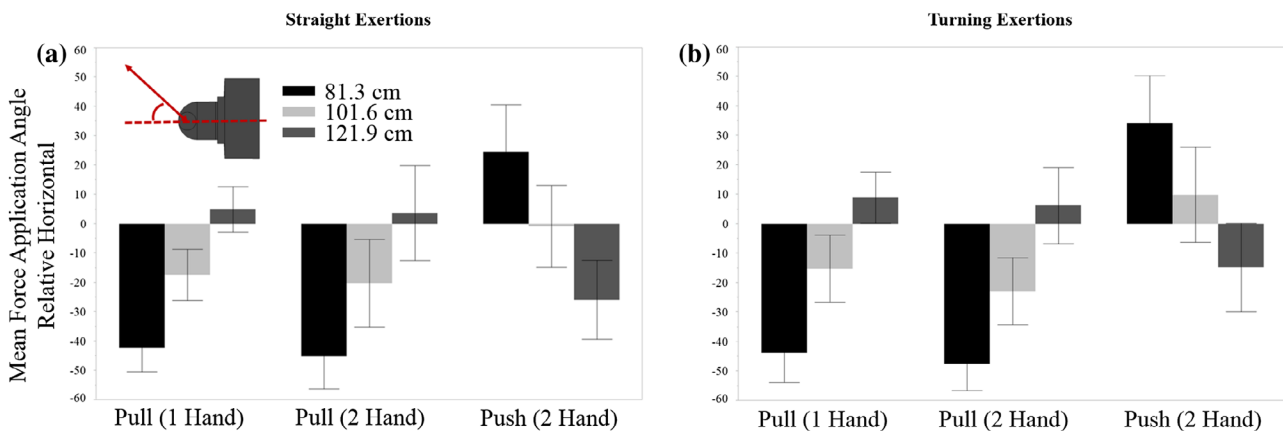 Straight Exertions
Turning Exertions
(a)
(b)
Mean Force Application Angle
Relative Horizontal
60
50
40
30
20
10
0
-10
-20
-30
-40
-50
-60
81.3 cm
101.6 cm
121.9 cm
Pull (1 Hand) Pull (2 Hand) Push (2 Hand)
60
50
40
30
20
10
0
-10
-20
-30
-40
-50
-60
Pull (1 Hand) Pull (2 Hand) Push (2 Hand)